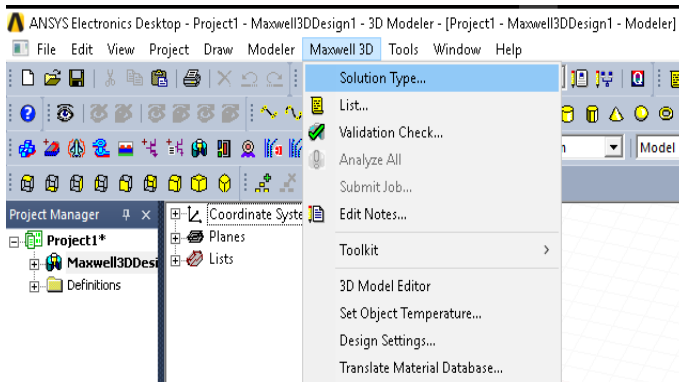 ANSYS Electronics Desktop - Project1 - Maxwell3DDesign1 - 3D Modeler - [Project1 - Maxwell3DDesign1 - Modeler]
File Edit View Project Draw Modeler Maxwell 3D Tools Window Help
Solution Type...
List...
Validation Check...
Model
Analyze All
Submit Job...
Project Manager
Coordinate Syste
Edit Notes...
Project1*
Planes
Maxwell3DDesi
Lists
Toolkit
Definitions
3D Model Editor
Set Object Temperature...
Design Settings...
Translate Material Database...